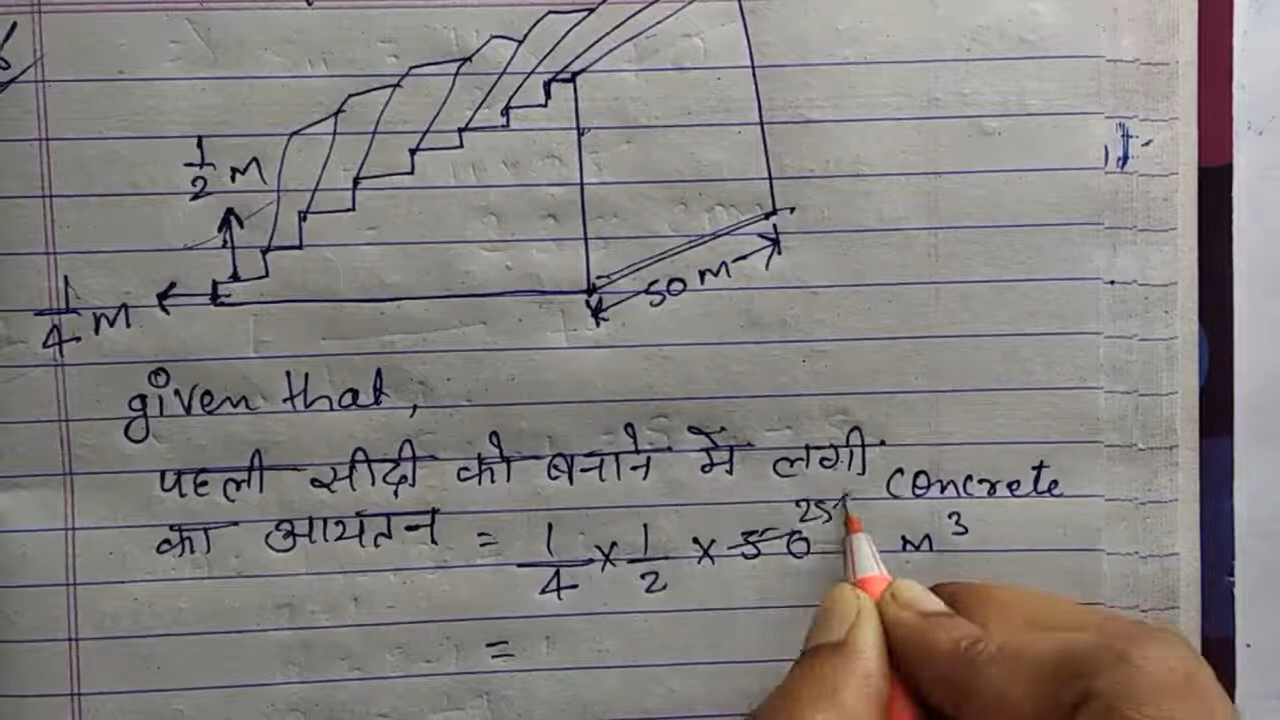 1/2 m
1/4 m
50 m
given that,
पहली सीढ़ी को बनाने में लगी concrete
का आयतन = 1/4 × 1/2 × 50 25 m³
=